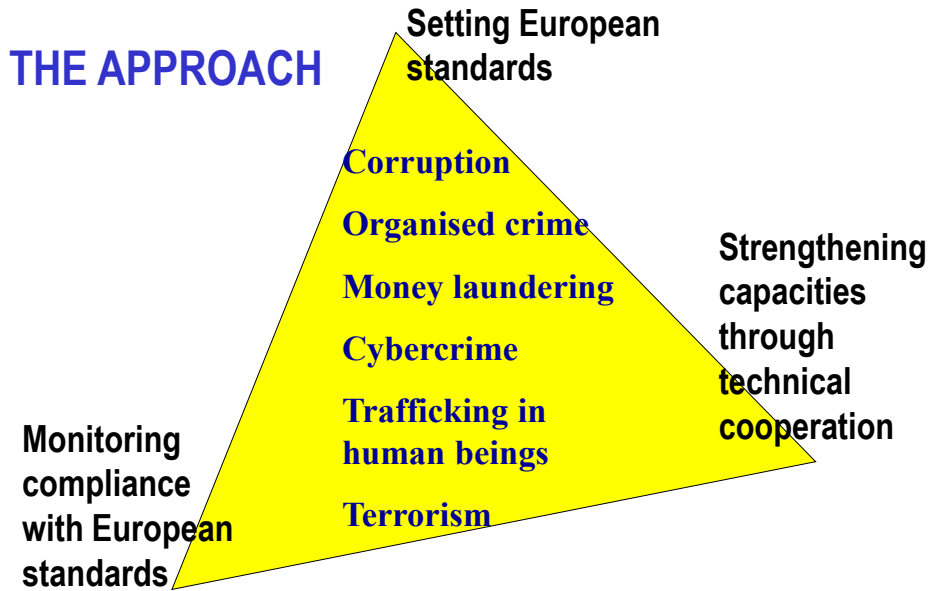 THE APPROACH
Setting European
standards
Corruption
Organised crime
Money laundering
Cybercrime
Trafficking in
human beings
Terrorism
Strengthening
capacities
through
technical
cooperation
Monitoring
compliance
with European
standards